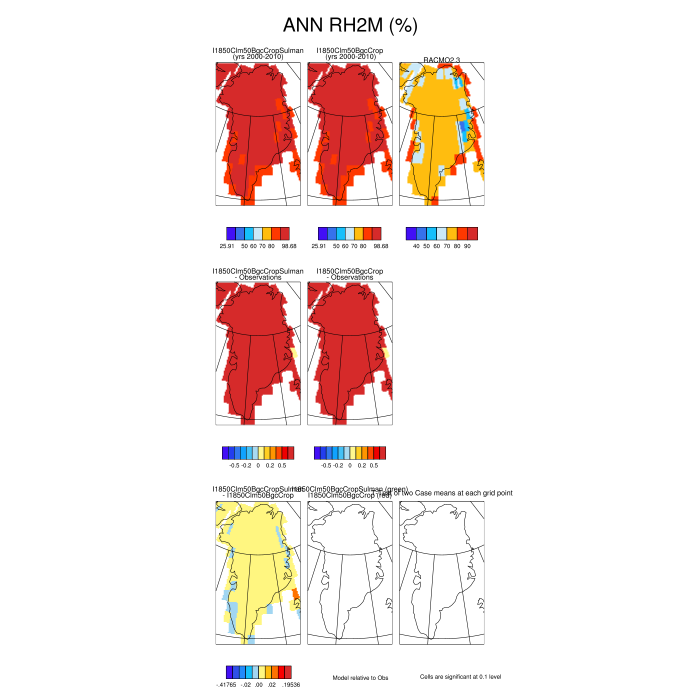 ANN RH2M (%)
I1850Clm50BgcCropSulman
(yrs 2000-2010)
I1850Clm50BgcCrop
(yrs 2000-2010)
RACMO2.3
25.91 50 60 70 80 98.68
25.91 50 60 70 80 98.68
40 50 60 70 80 90
I1850Clm50BgcCropSulman
- Observations
I1850Clm50BgcCrop
- Observations
-0.5 -0.2 0 0.2 0.5
-0.5 -0.2 0 0.2 0.5
I1850Clm50BgcCropSulman
- I1850Clm50BgcCrop
I1850Clm50BgcCropSulman (green)
I1850Clm50BgcCrop (red)
of two Case means at each grid point
-.41765 -.02 .00 .02 .19536
Model relative to Obs
Cells are significant at 0.1 level